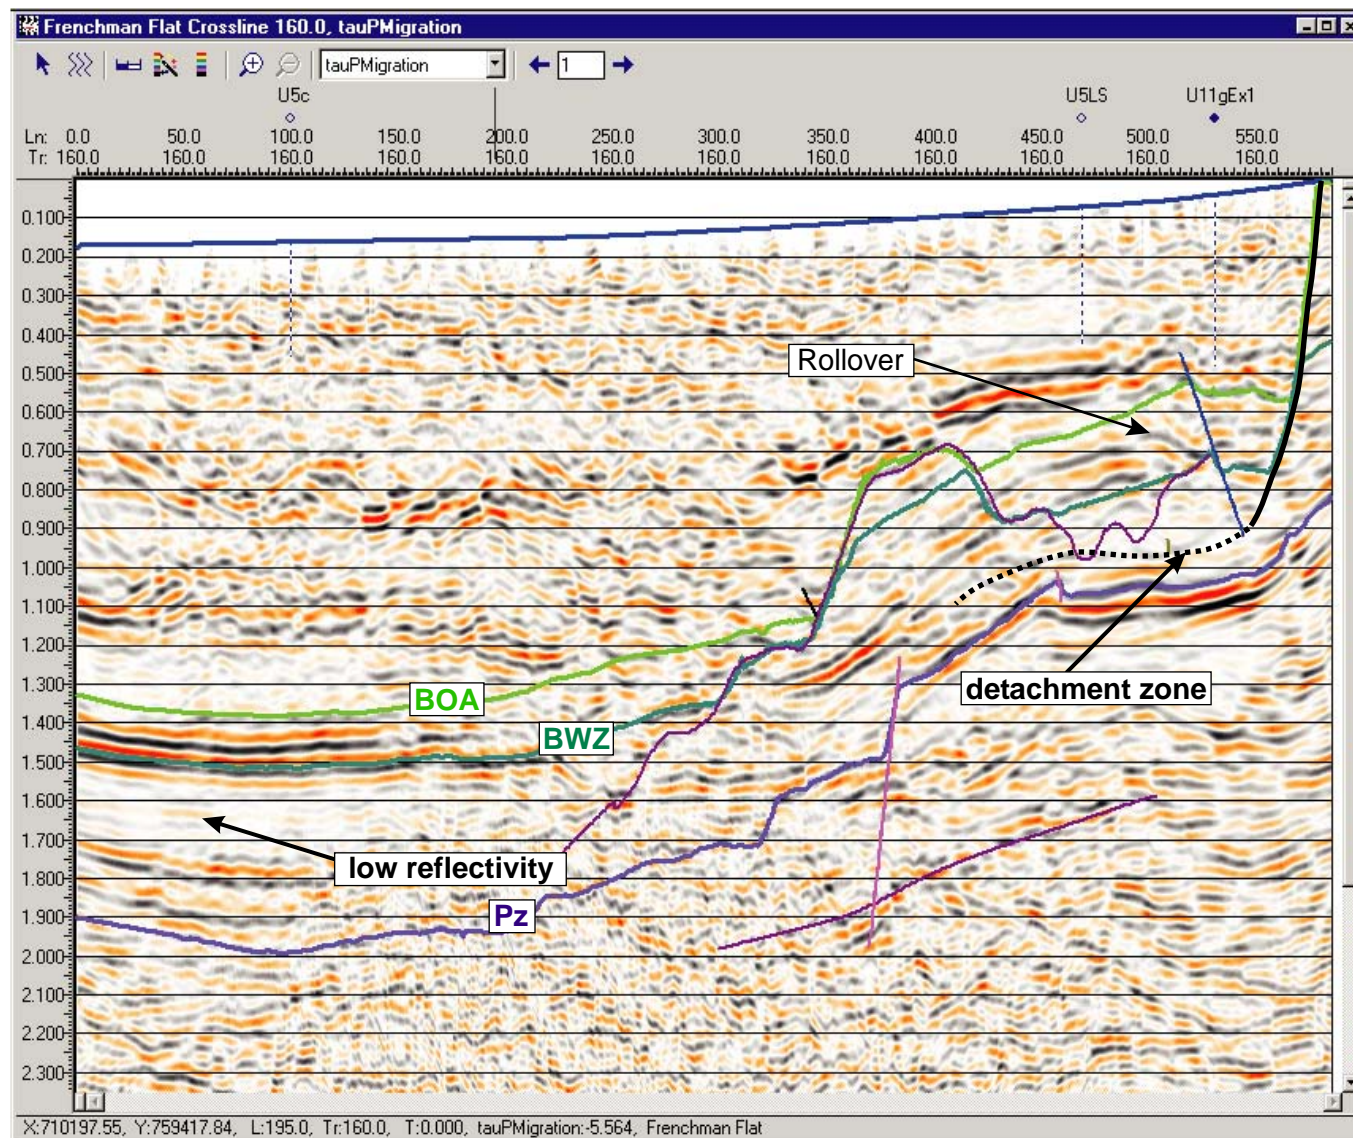 Frenchman Flat Crossline 160.0, tauPMigration
tauPMigration 1
U5c U5LS U11gEx1
Ln: 0.0 50.0 100.0 150.0 200.0 250.0 300.0 350.0 400.0 450.0 500.0 550.0
Tr: 160.0 160.0 160.0 160.0 160.0 160.0 160.0 160.0 160.0 160.0 160.0 160.0
0.100
0.200
0.300
0.400
Rollover
0.500
0.600
0.700
0.800
0.900
1.000
1.100
1.200
1.300
detachment zone
BOA
1.400
BWZ
1.500
1.600
1.700
low reflectivity
1.800
1.900
Pz
2.000
2.100
2.200
2.300
X:710197.55, Y:759417.84, L:195.0, Tr:160.0, T:0.000, tauPMigration:-5.564, Frenchman Flat